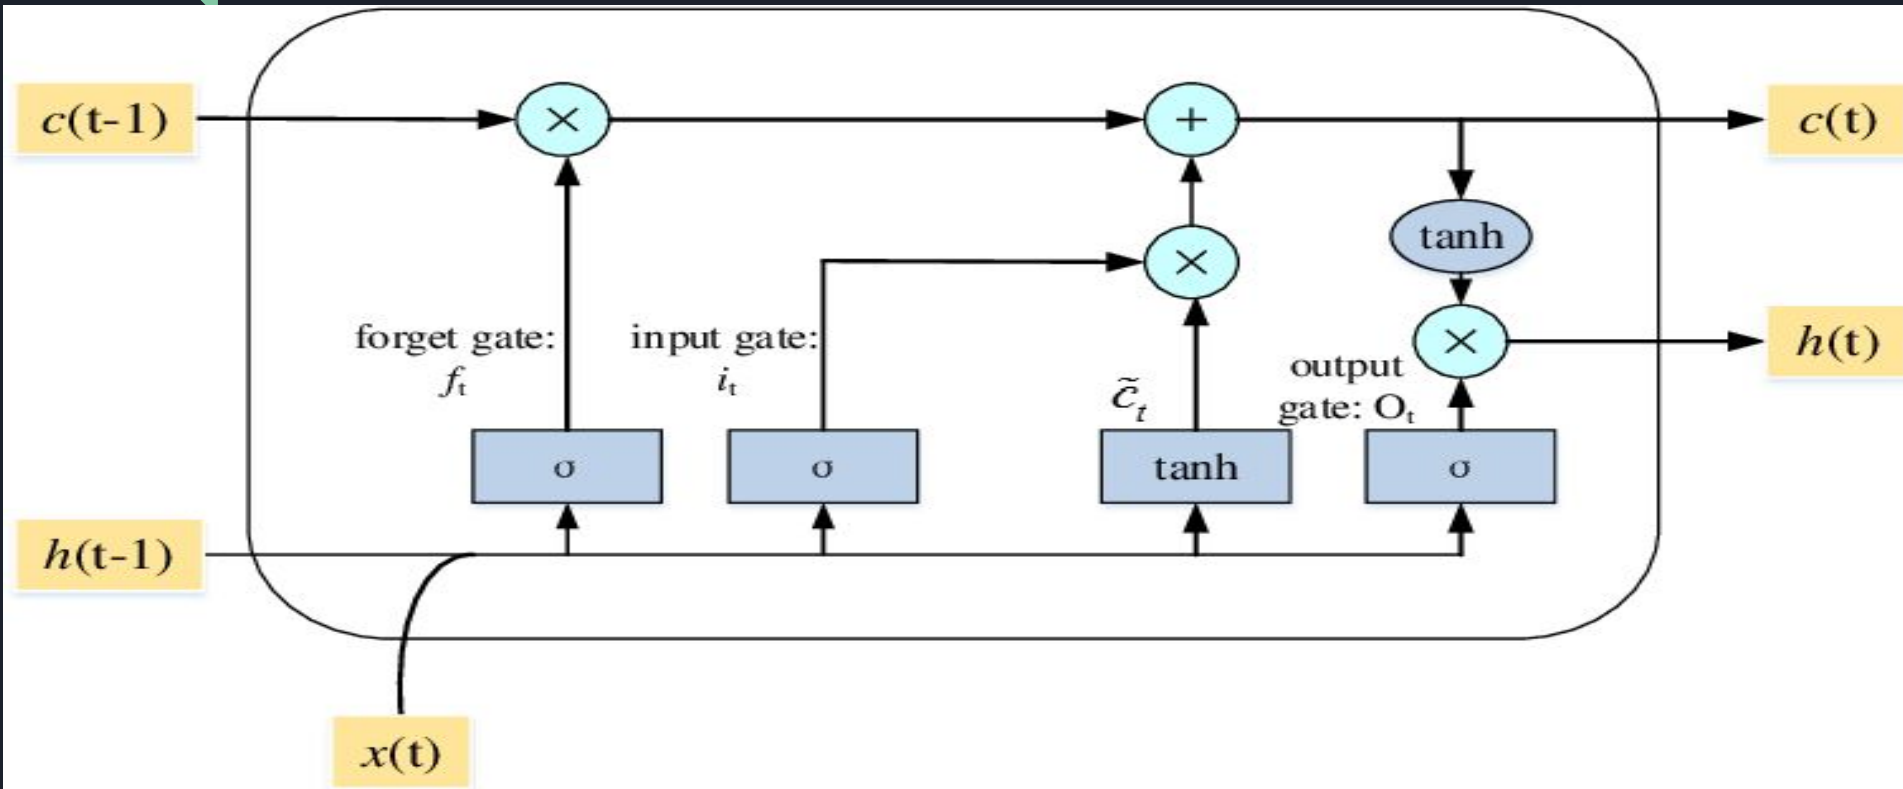 c(t-1)
×
+
c(t)
tanh
×
forget gate:
fₜ
input gate:
iₜ
×
h(t)
output
gate: Oₜ
c̃ₜ
σ
σ
tanh
σ
h(t-1)
x(t)